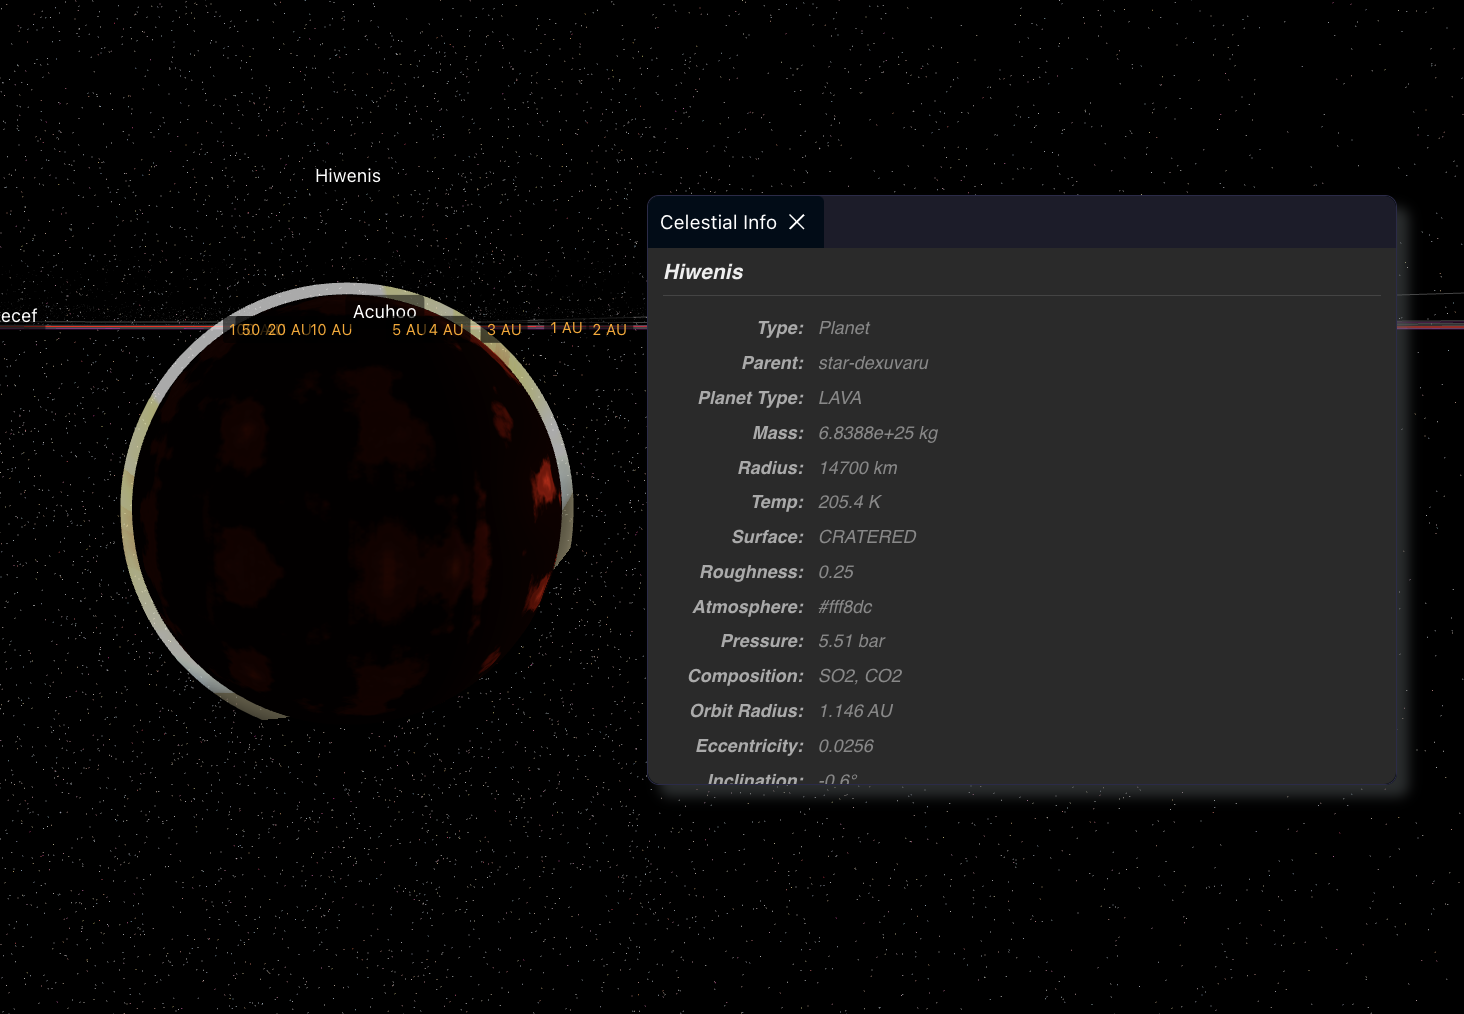 Hiwenis
Celestial Info
Hiwenis
ecef
Acuhoo
50 20 AU 10 AU 5 AU 4 AU 3 AU 1 AU 2 AU
Type: Planet
Parent: star-dexuvaru
Planet Type: LAVA
Mass: 6.8388e+25 kg
Radius: 14700 km
Temp: 205.4 K
Surface: CRATERED
Roughness: 0.25
Atmosphere: #fff8dc
Pressure: 5.51 bar
Composition: SO2, CO2
Orbit Radius: 1.146 AU
Eccentricity: 0.0256
Inclination: -0.6°